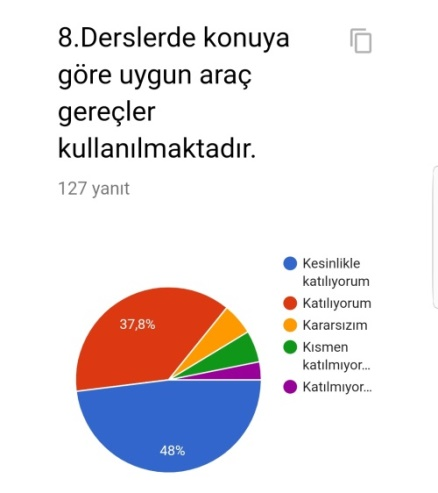 8.Derslerde konuya
göre uygun araç
gereçler
kullanılmaktadır.
127 yanıt
Kesinlikle
katılıyorum
Katılıyorum
Kararsızım
Kısmen
katılmıyor...
Katılmıyor...
37,8%
48%